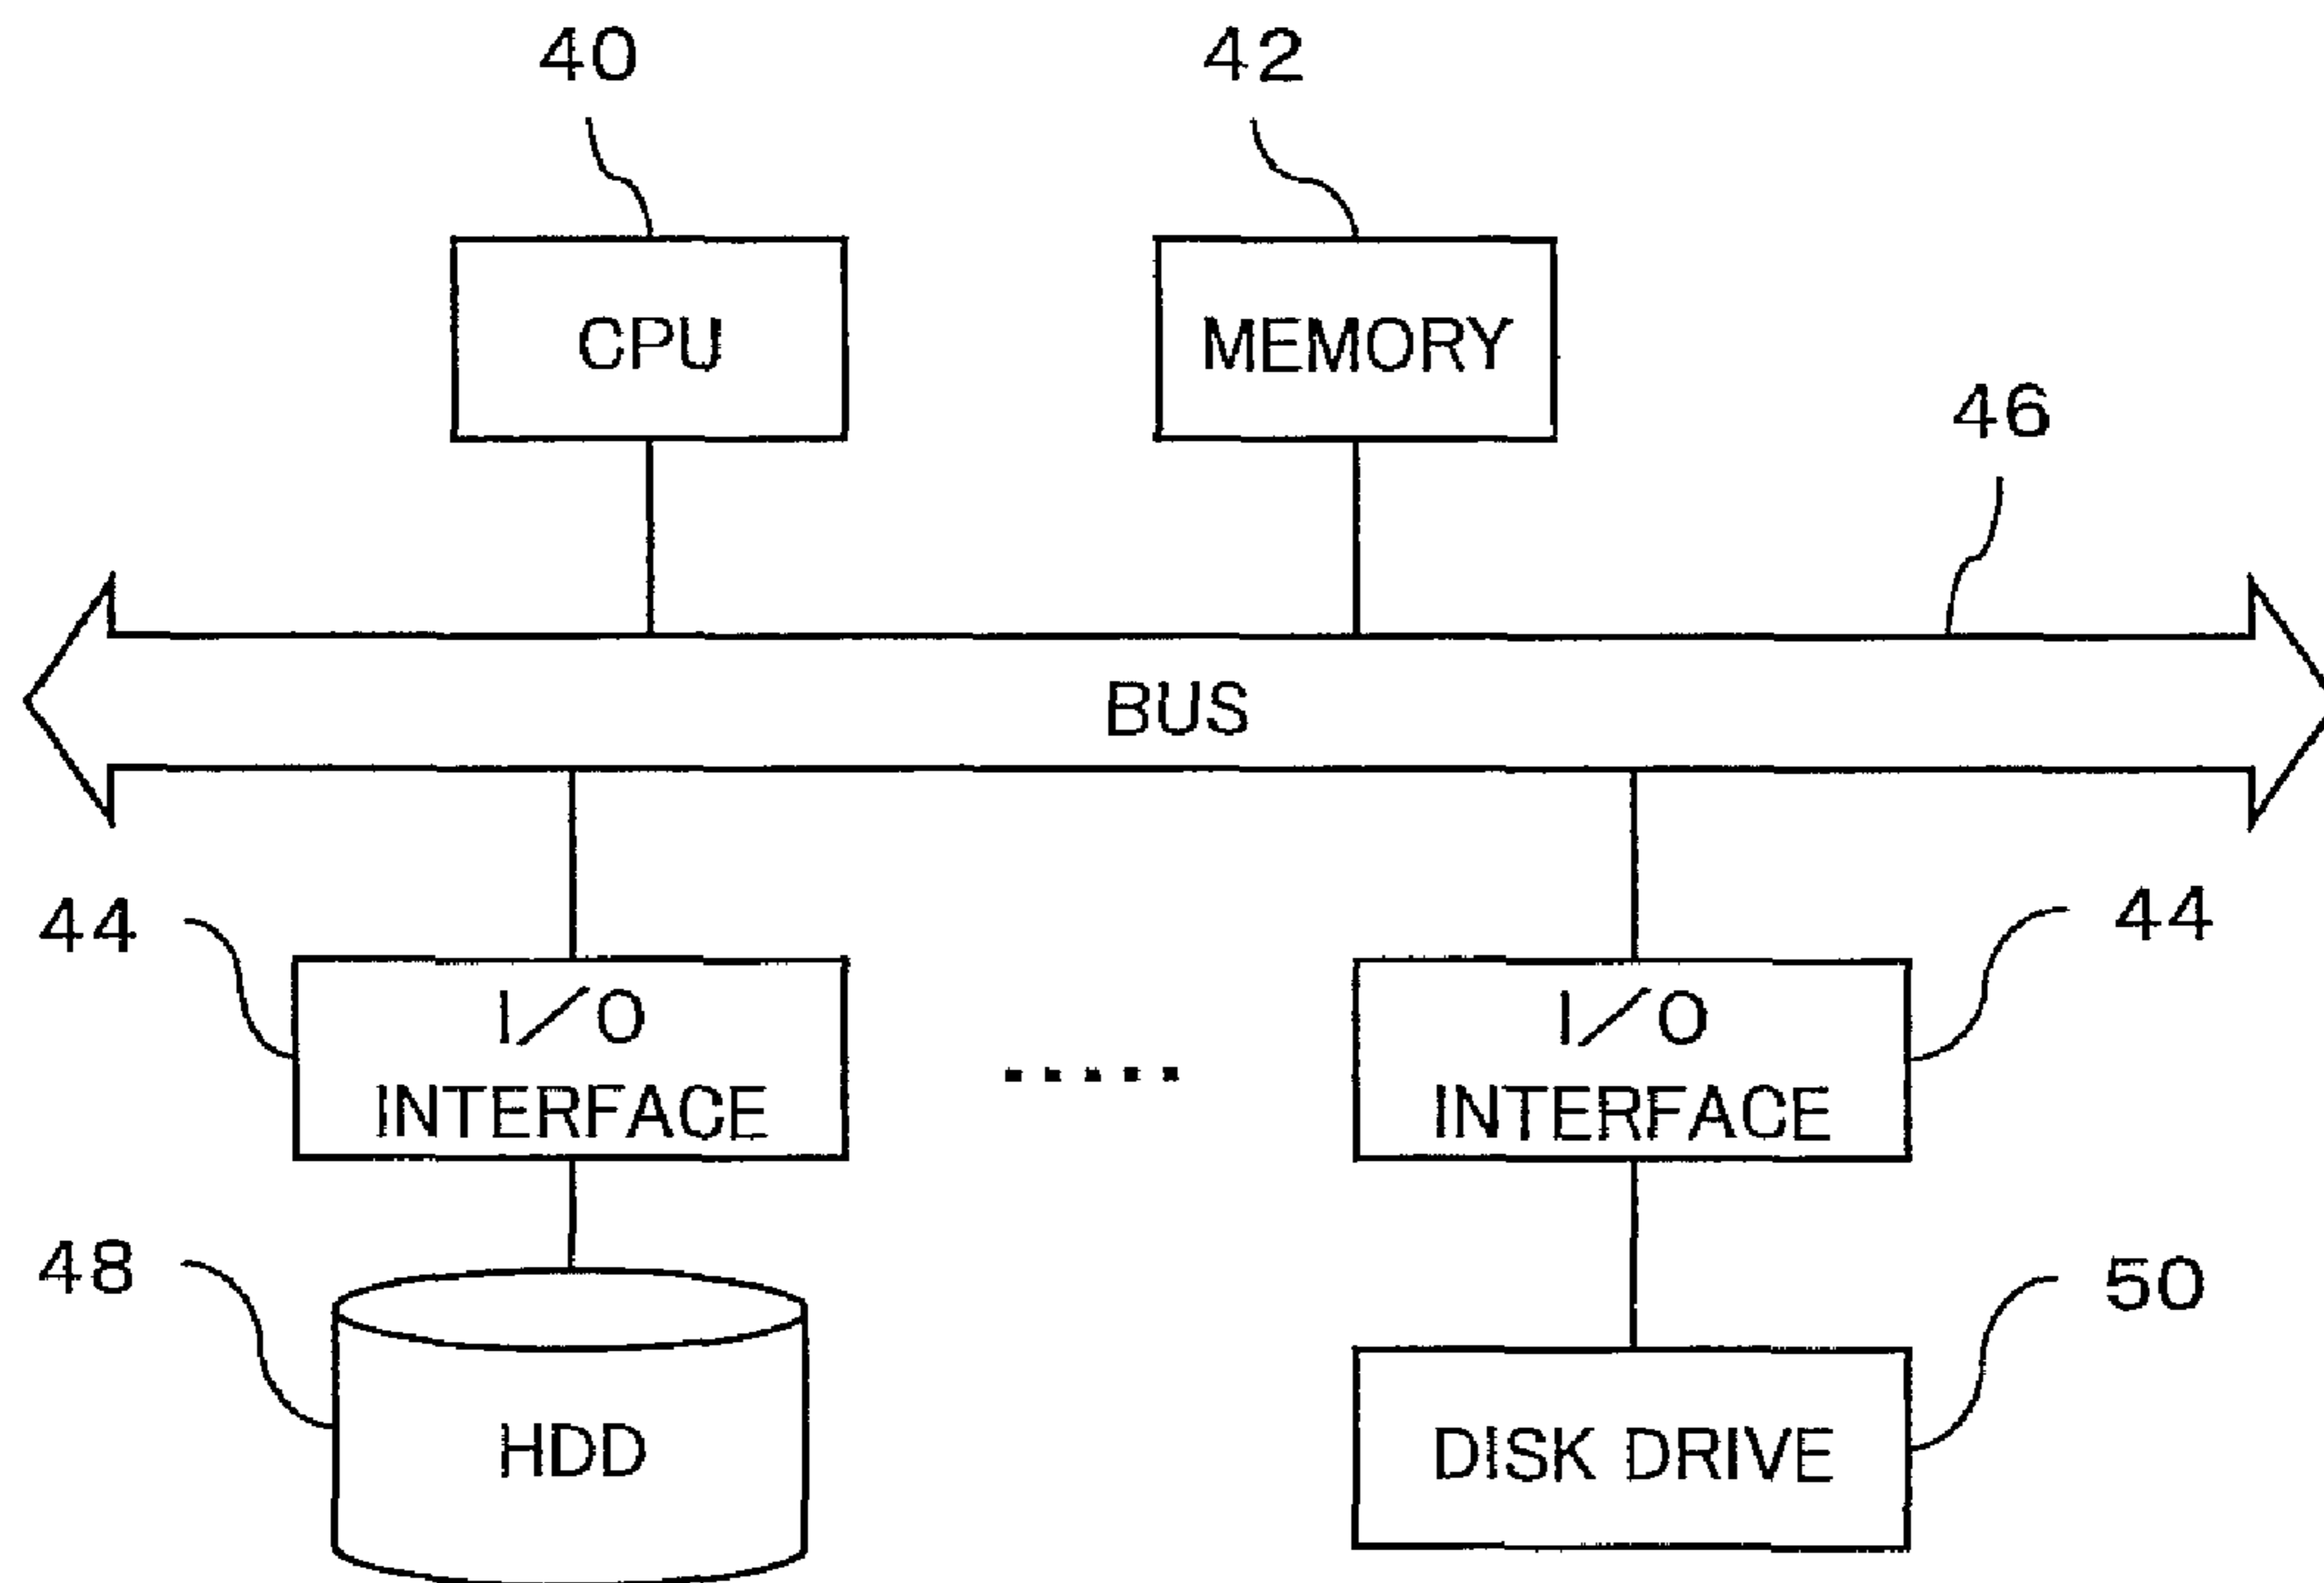 40
42
CPU
MEMORY
46
BUS
44
44
I/O
INTERFACE
I/O
INTERFACE
48
50
HDD
DISK DRIVE